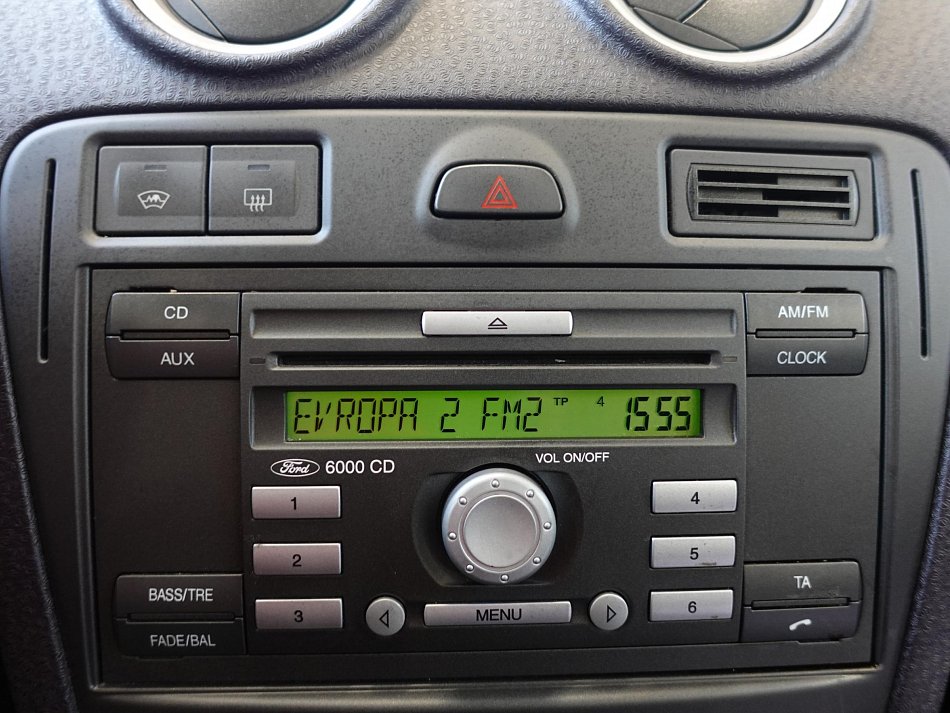 CD
AM/FM
AUX
CLOCK
EVROPA 2 FM2 TP 4 1555
VOL ON/OFF
Ford 6000 CD
1
4
2
5
3
6
BASS/TRE
TA
MENU
FADE/BAL